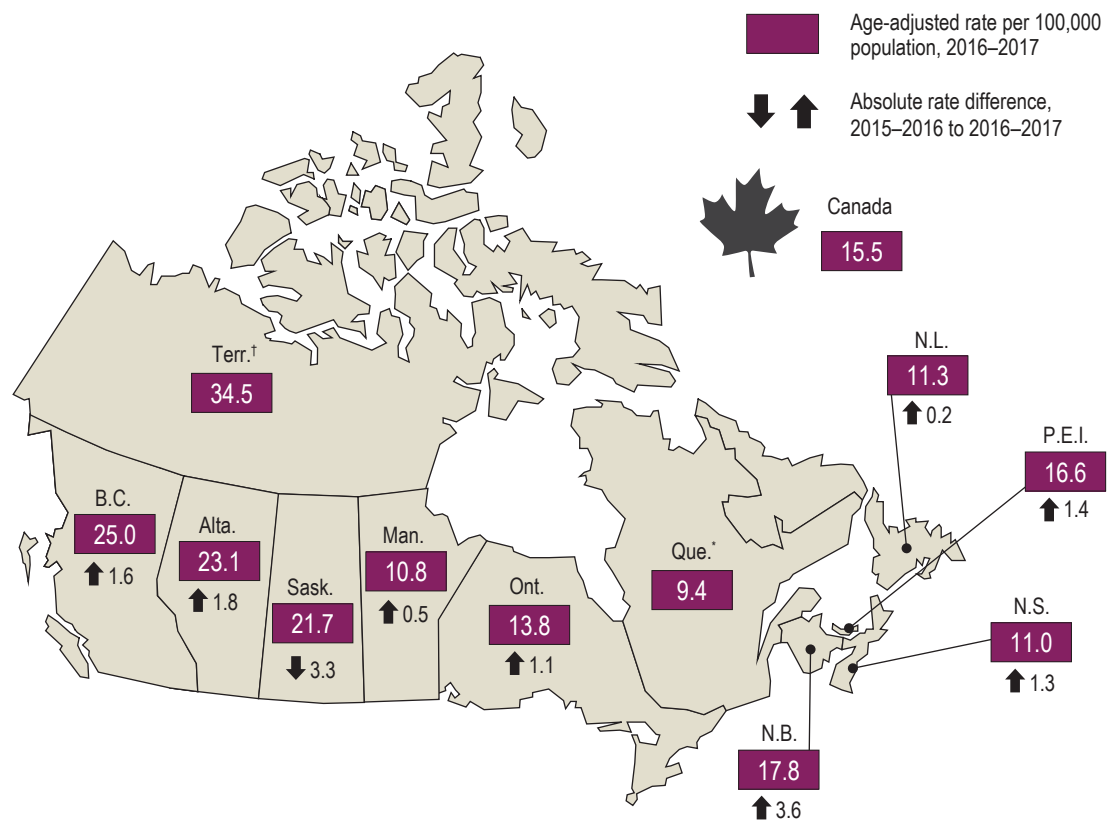 Age-adjusted rate per 100,000
population, 2016–2017
Absolute rate difference,
2015–2016 to 2016–2017
Canada
15.5
Terr.†
34.5
N.L.
11.3
0.2
P.E.I.
16.6
1.4
B.C.
25.0
1.6
Alta.
23.1
1.8
Sask.
21.7
3.3
Man.
10.8
0.5
Ont.
13.8
1.1
Que.*
9.4
N.S.
11.0
1.3
N.B.
17.8
3.6